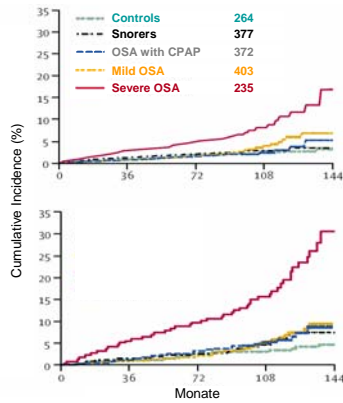 Cumulative Incidence (%)
35
30
25
20
15
10
5
0
Controls 264
Snorers 377
OSA with CPAP 372
Mild OSA 403
Severe OSA 235
0 36 72 108 144
35
30
25
20
15
10
5
0
0 36 72 108 144
Monate